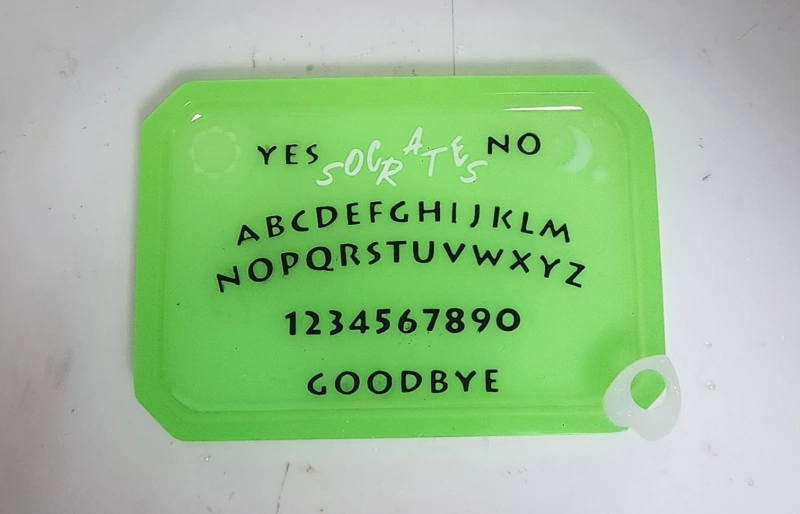 YES SOCRATES NO
ABCDEFGHIJKLM
NOPQRSTUVWXYZ
1234567890
GOODBYE